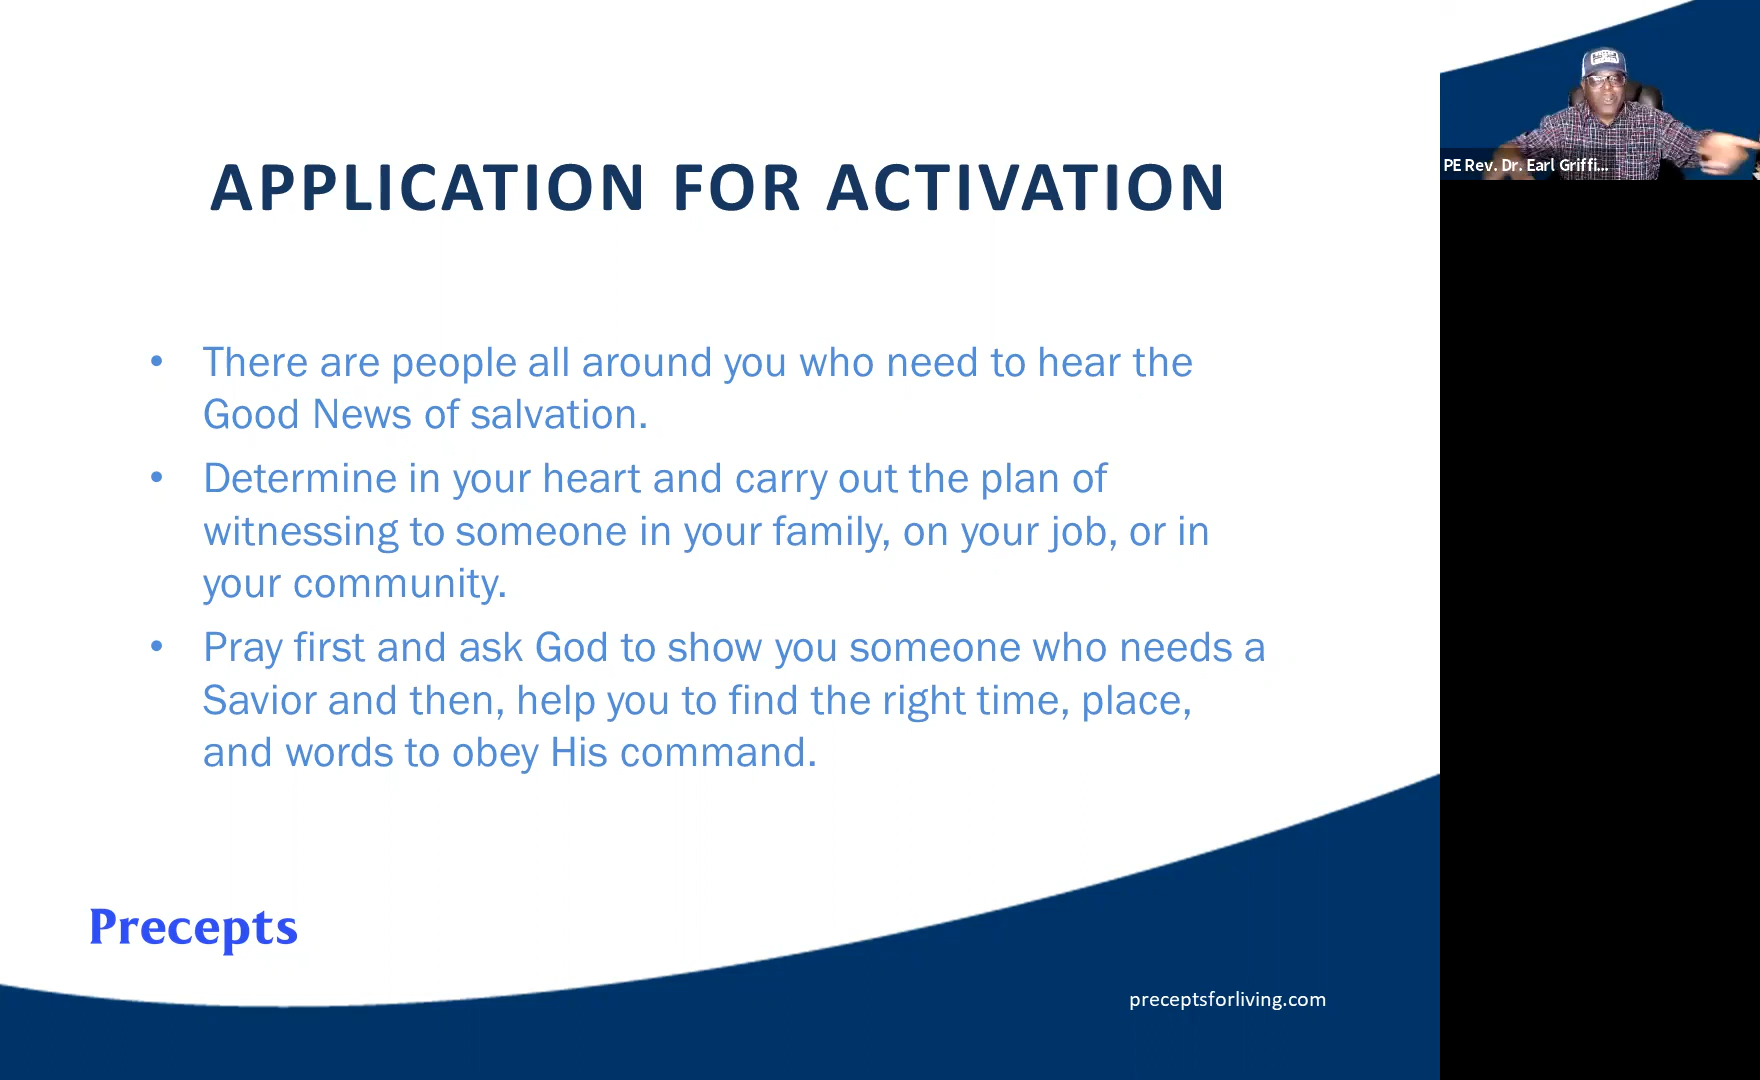 APPLICATION FOR ACTIVATION
• There are people all around you who need to hear the
Good News of salvation.
• Determine in your heart and carry out the plan of
witnessing to someone in your family, on your job, or in
your community.
• Pray first and ask God to show you someone who needs a
Savior and then, help you to find the right time, place,
and words to obey His command.
Precepts
preceptsforliving.com
PE Rev. Dr. Earl Griffi...